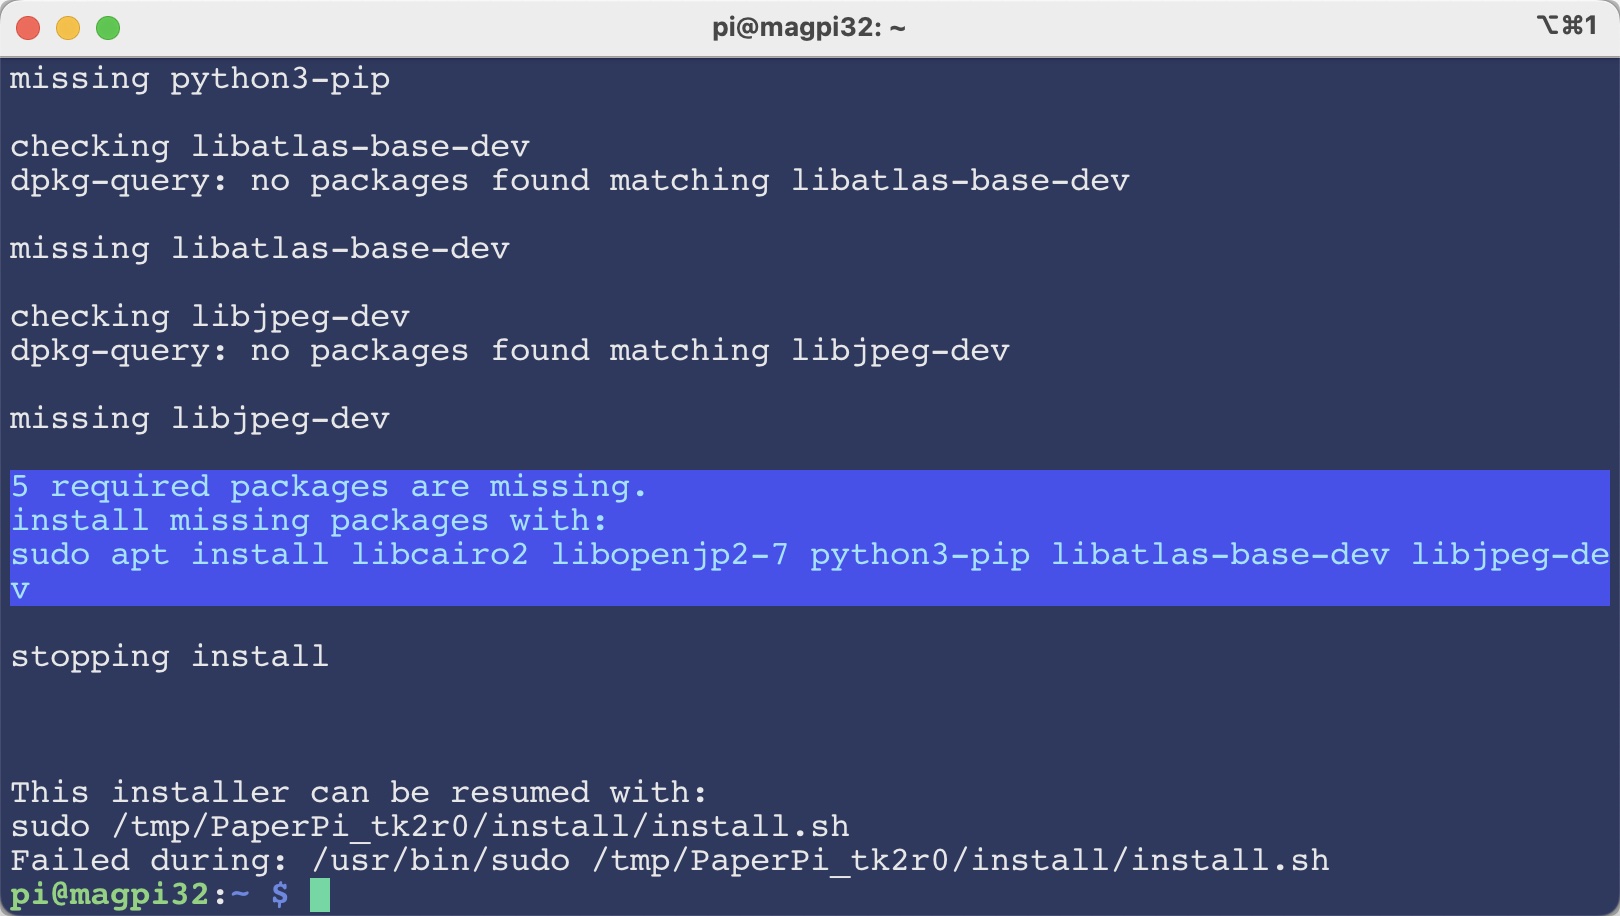 pi@magpi32: ~
⌥⌘1
missing python3-pip
checking libatlas-base-dev
dpkg-query: no packages found matching libatlas-base-dev
missing libatlas-base-dev
checking libjpeg-dev
dpkg-query: no packages found matching libjpeg-dev
missing libjpeg-dev
5 required packages are missing.
install missing packages with:
sudo apt install libcairo2 libopenjp2-7 python3-pip libatlas-base-dev libjpeg-de
v
stopping install
This installer can be resumed with:
sudo /tmp/PaperPi_tk2r0/install/install.sh
Failed during: /usr/bin/sudo /tmp/PaperPi_tk2r0/install/install.sh
pi@magpi32:~ $